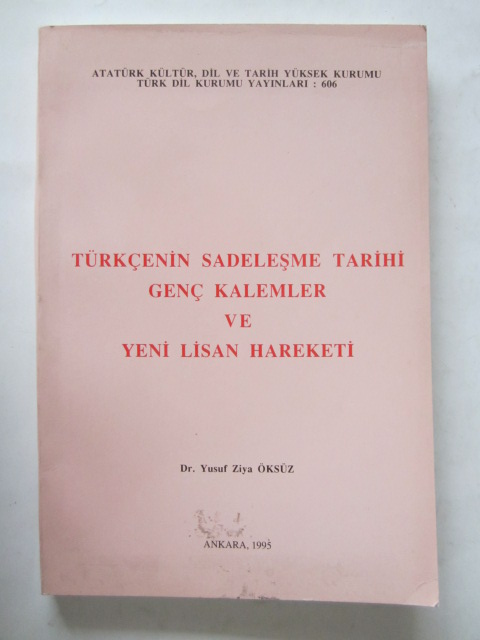 ATATÜRK KÜLTÜR, DİL VE TARİH YÜKSEK KURUMU
TÜRK DİL KURUMU YAYINLARI : 606
TÜRKÇENİN SADELEŞME TARİHİ
GENÇ KALEMLER
VE
YENİ LİSAN HAREKETİ
Dr. Yusuf Ziya ÖKSÜZ
ANKARA, 1995